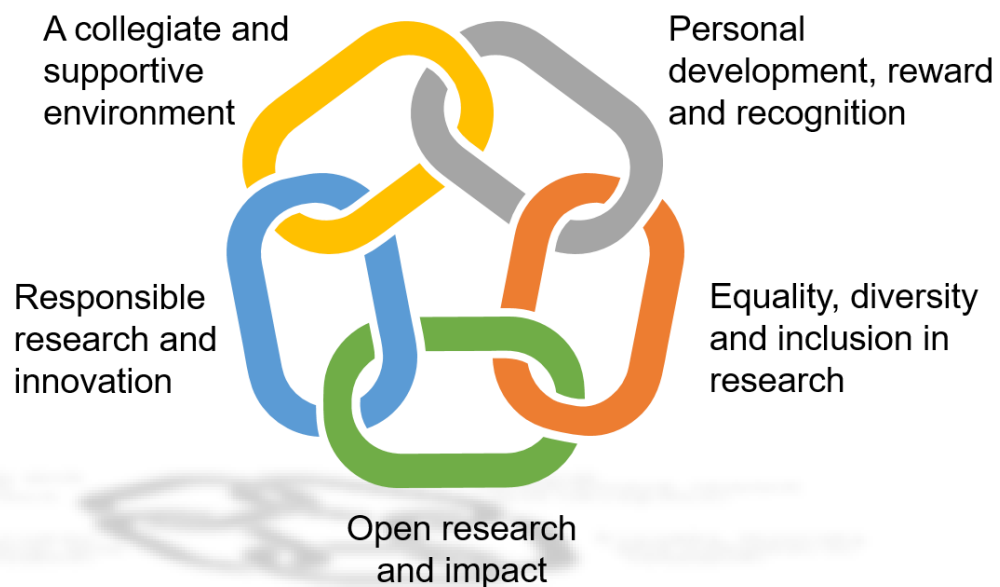 A collegiate and
supportive
environment
Personal
development, reward
and recognition
Responsible
research and
innovation
Equality, diversity
and inclusion in
research
Open research
and impact